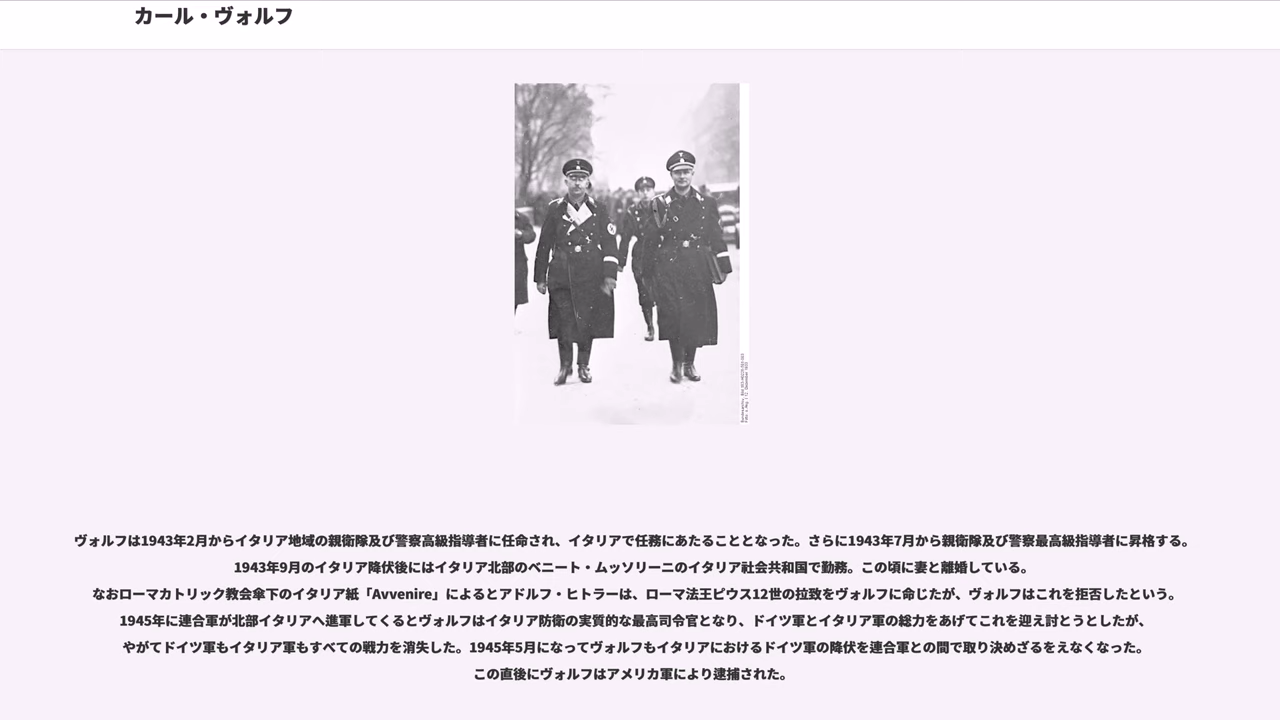 カール・ヴォルフ
ヴォルフは1943年2月からイタリア地域の親衛隊及び警察高級指導者に任命され、イタリアで任務にあたることとなった。さらに1943年7月から親衛隊及び警察最高級指導者に昇格する。
1943年9月のイタリア降伏後にはイタリア北部のベニート・ムッソリーニのイタリア社会共和国で勤務。この頃に妻と離婚している。
なおローマカトリック教会傘下のイタリア紙「Avvenire」によるとアドルフ・ヒトラーは、ローマ法王ピウス12世の拉致をヴォルフに命じたが、ヴォルフはこれを拒否したという。
1945年に連合軍が北部イタリアへ進軍してくるとヴォルフはイタリア防衛の実質的な最高司令官となり、ドイツ軍とイタリア軍の総力をあげてこれを迎え討とうとしたが、
やがてドイツ軍もイタリア軍もすべての戦力を消失した。1945年5月になってヴォルフもイタリアにおけるドイツ軍の降伏を連合軍との間で取り決めざるをえなくなった。
この直後にヴォルフはアメリカ軍により逮捕された。